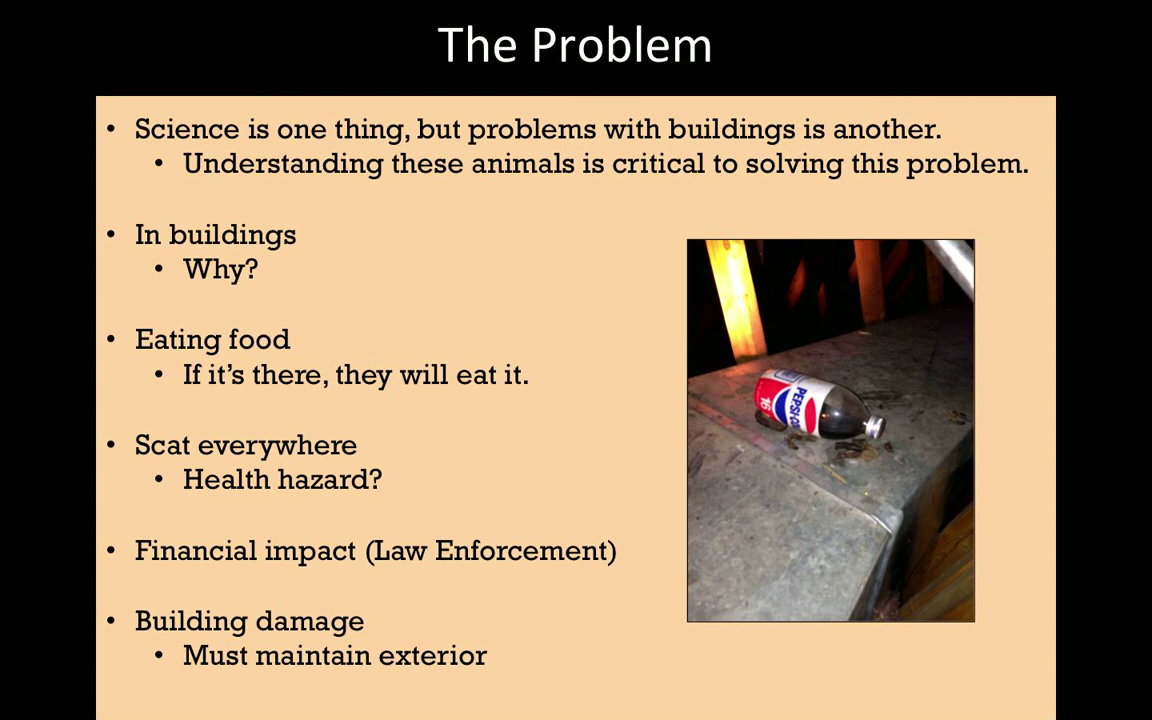 The Problem
• Science is one thing, but problems with buildings is another.
• Understanding these animals is critical to solving this problem.
• In buildings
• Why?
• Eating food
• If it’s there, they will eat it.
• Scat everywhere
• Health hazard?
• Financial impact (Law Enforcement)
• Building damage
• Must maintain exterior
16
PEPSI-CO